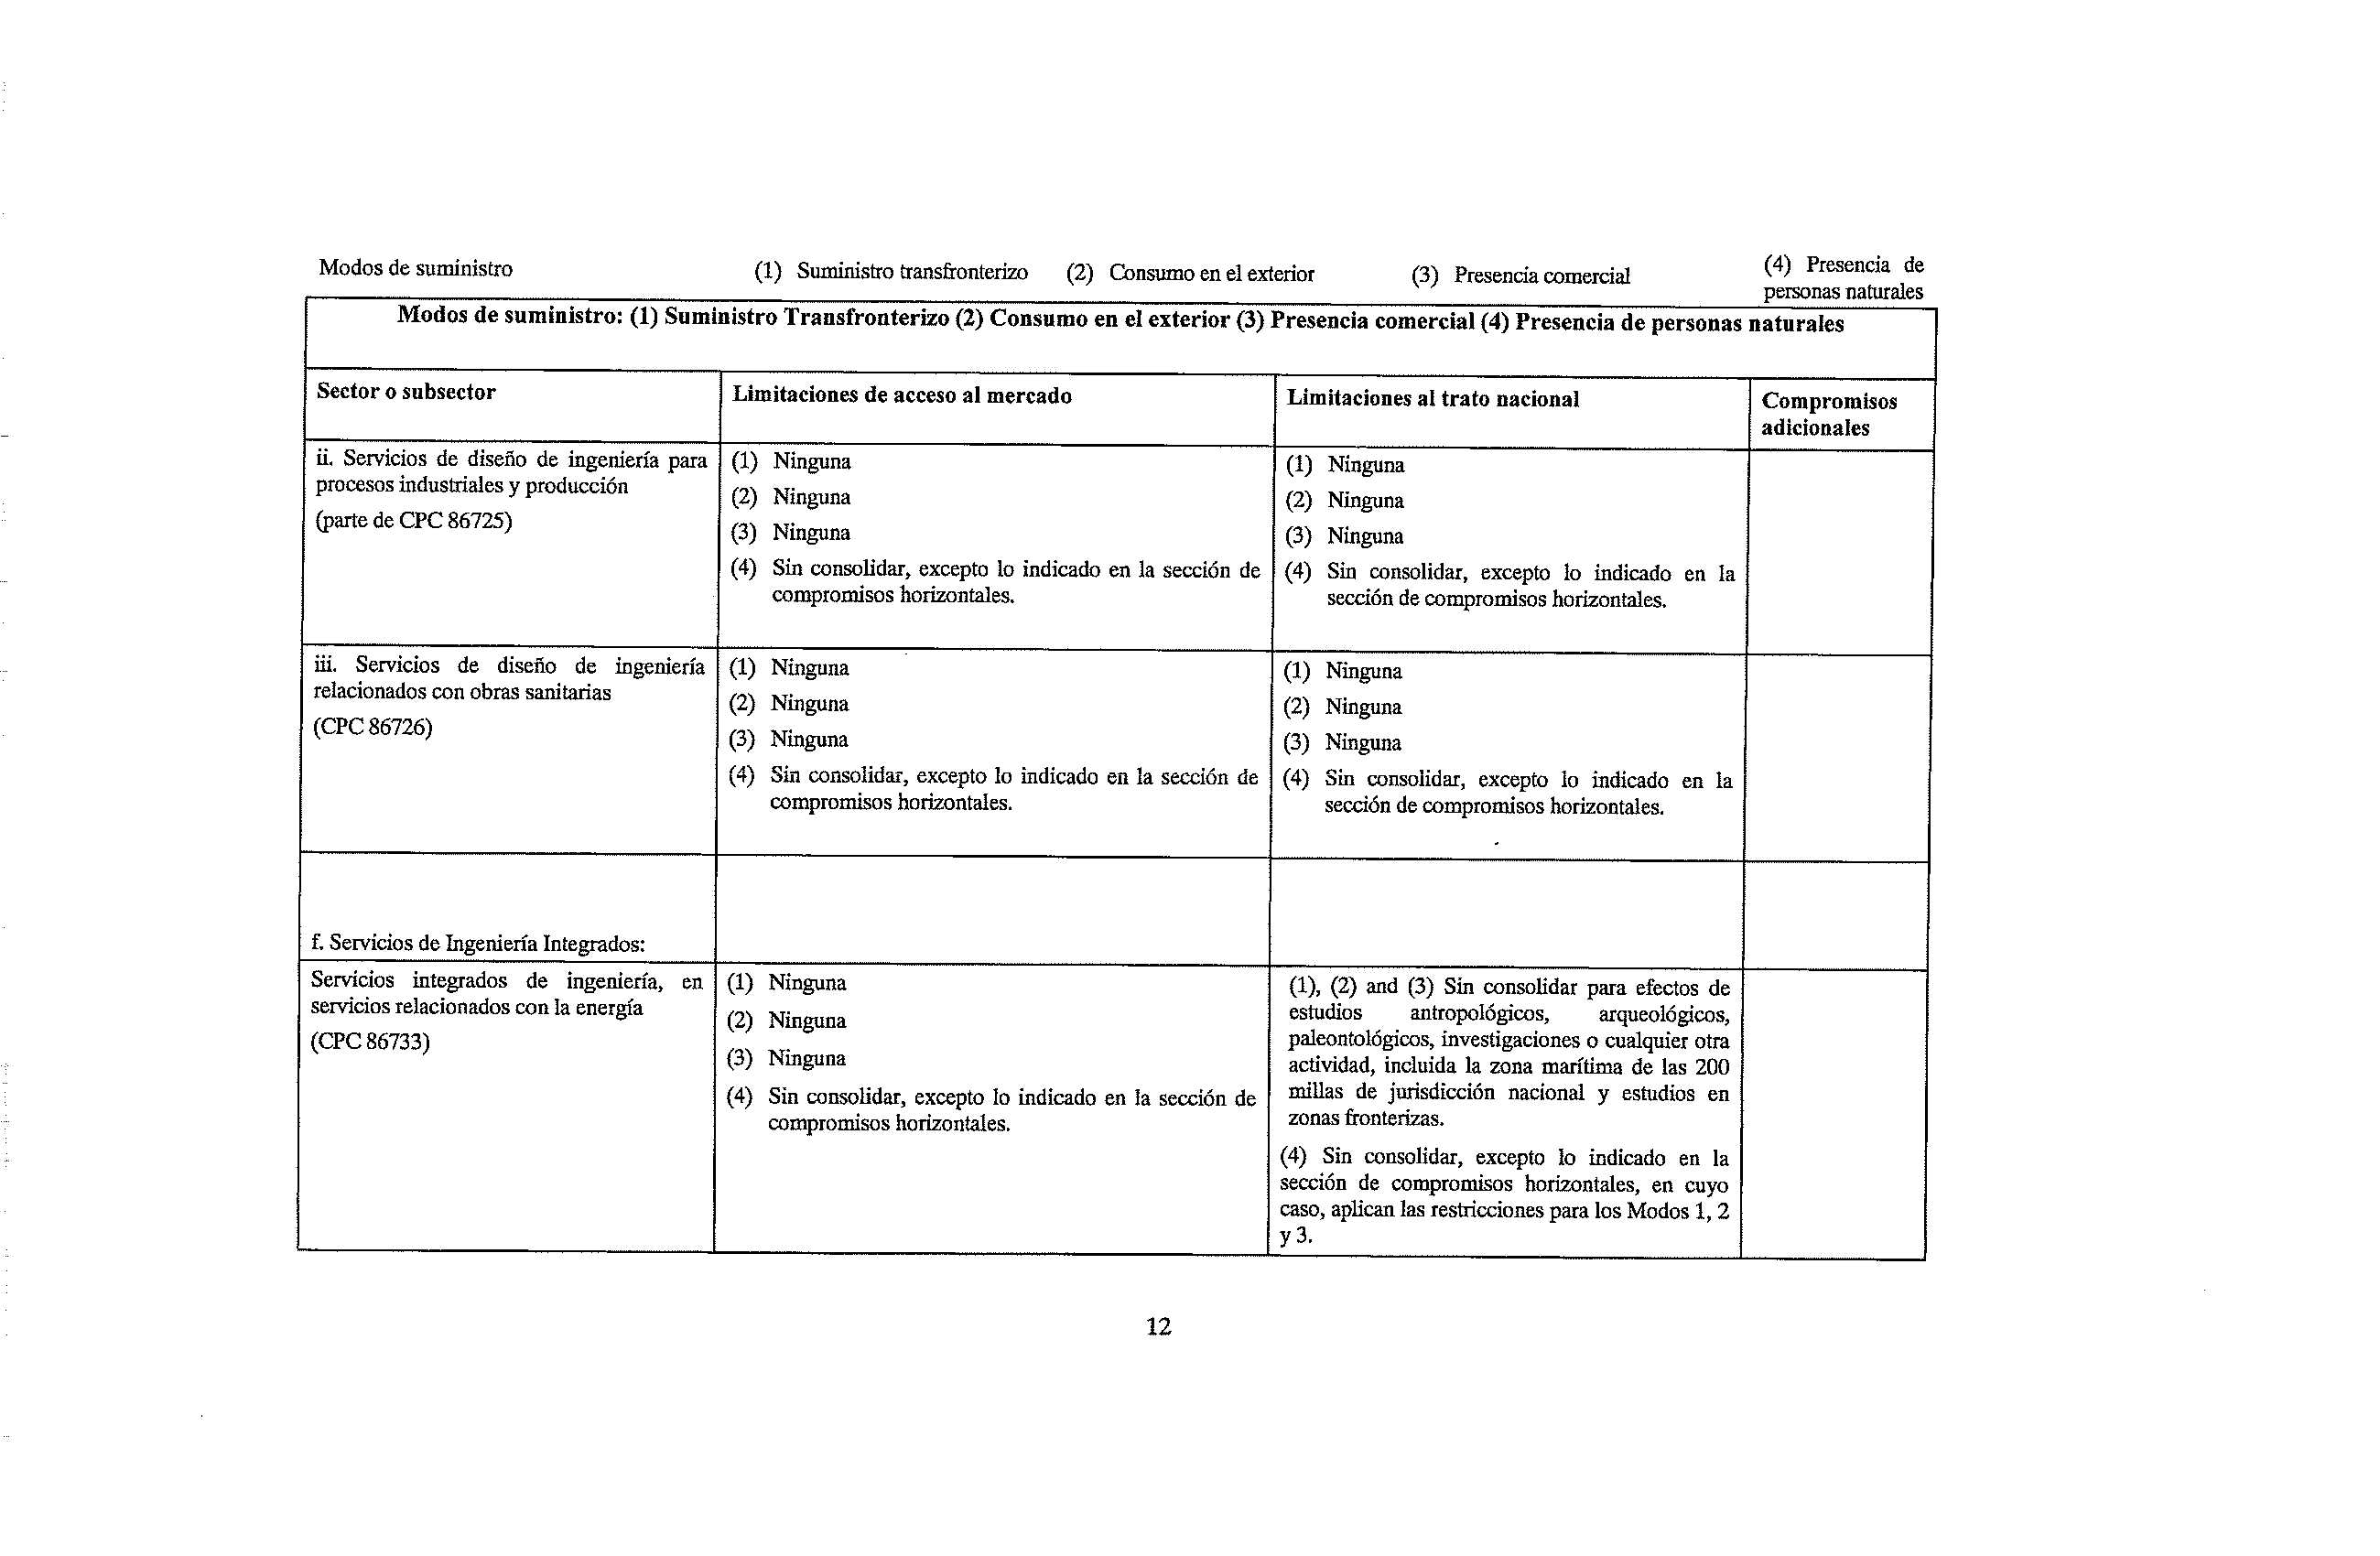 Modos de suministro (1) Suministro transfronterizo (2) Consumo en el exterior (3) Presencia comercial (4) Presencia de
personas naturales
Modos de suministro: (1) Suministro Transfronterizo (2) Consumo en el exterior (3) Presencia comercial (4) Presencia de personas naturales
Sector o subsector
Limitaciones de acceso al mercado
Limitaciones al trato nacional
Compromisos
adicionales
ii. Servicios de diseño de ingeniería para
procesos industriales y producción
(parte de CPC 86725)
(1) Ninguna
(2) Ninguna
(3) Ninguna
(4) Sin consolidar, excepto lo indicado en la sección de
compromisos horizontales.
(1) Ninguna
(2) Ninguna
(3) Ninguna
(4) Sin consolidar, excepto lo indicado en la
sección de compromisos horizontales.
iii. Servicios de diseño de ingeniería
relacionados con obras sanitarias
(CPC 86726)
(1) Ninguna
(2) Ninguna
(3) Ninguna
(4) Sin consolidar, excepto lo indicado en la sección de
compromisos horizontales.
(1) Ninguna
(2) Ninguna
(3) Ninguna
(4) Sin consolidar, excepto lo indicado en la
sección de compromisos horizontales.
f. Servicios de Ingeniería Integrados:
Servicios integrados de ingeniería, en
servicios relacionados con la energía
(CPC 86733)
(1) Ninguna
(2) Ninguna
(3) Ninguna
(4) Sin consolidar, excepto lo indicado en la sección de
compromisos horizontales.
(1), (2) and (3) Sin consolidar para efectos de
estudios antropológicos, arqueológicos,
paleontológicos, investigaciones o cualquier otra
actividad, incluida la zona marítima de las 200
millas de jurisdicción nacional y estudios en
zonas fronterizas.
(4) Sin consolidar, excepto lo indicado en la
sección de compromisos horizontales, en cuyo
caso, aplican las restricciones para los Modos 1, 2
y 3.
12